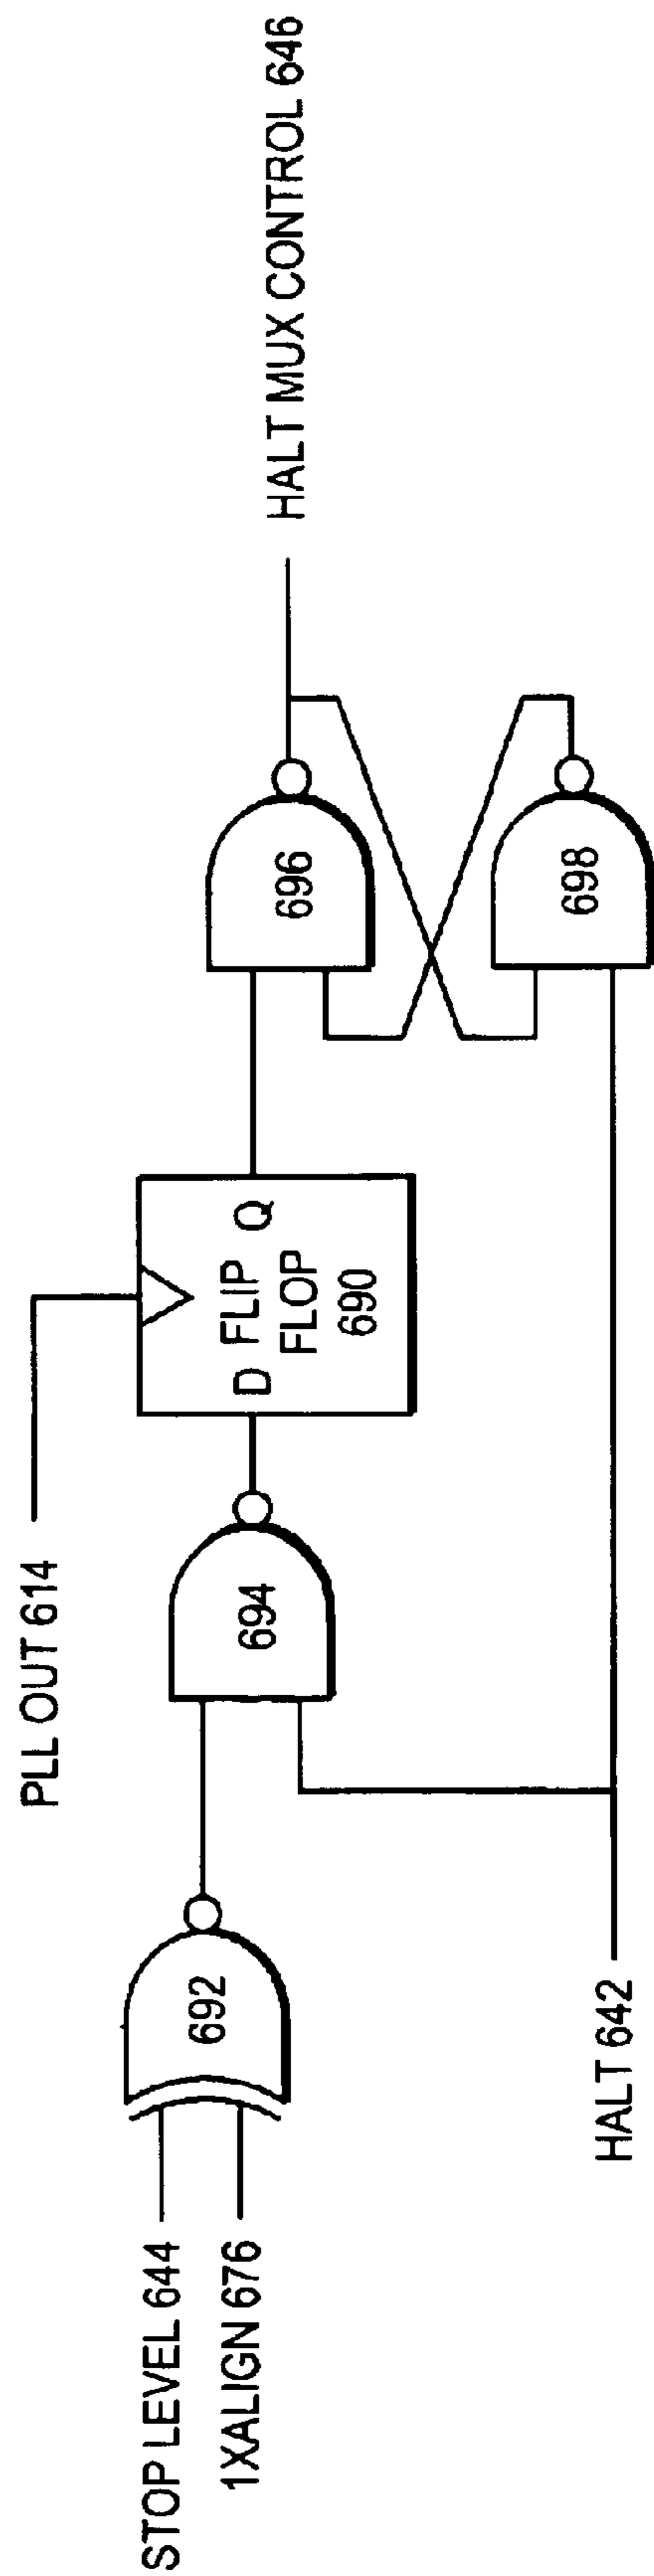 STOP LEVEL 644
1XALIGN 676
HALT 642
692
694
PLL OUT 614
D FLIP Q
FLOP
690
696
698
HALT MUX CONTROL 646